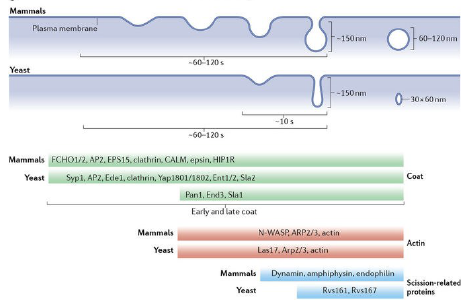 Mammals
Plasma membrane
~150 nm
60–120 nm
~60–120 s
Yeast
~150 nm
30×60 nm
~10 s
~60–120 s
Mammals FCHO1/2, AP2, EPS15, clathrin, CALM, epsin, HIP1R
Yeast Syp1, AP2, Ede1, clathrin, Yap1801/1802, Ent1/2, Sla2 Coat
Pan1, End3, Sla1
Early and late coat
Mammals N-WASP, ARP2/3, actin
Actin
Yeast Las17, Arp2/3, actin
Mammals Dynamin, amphiphysin, endophilin
Scission-related
Yeast Rvs161, Rvs167
proteins